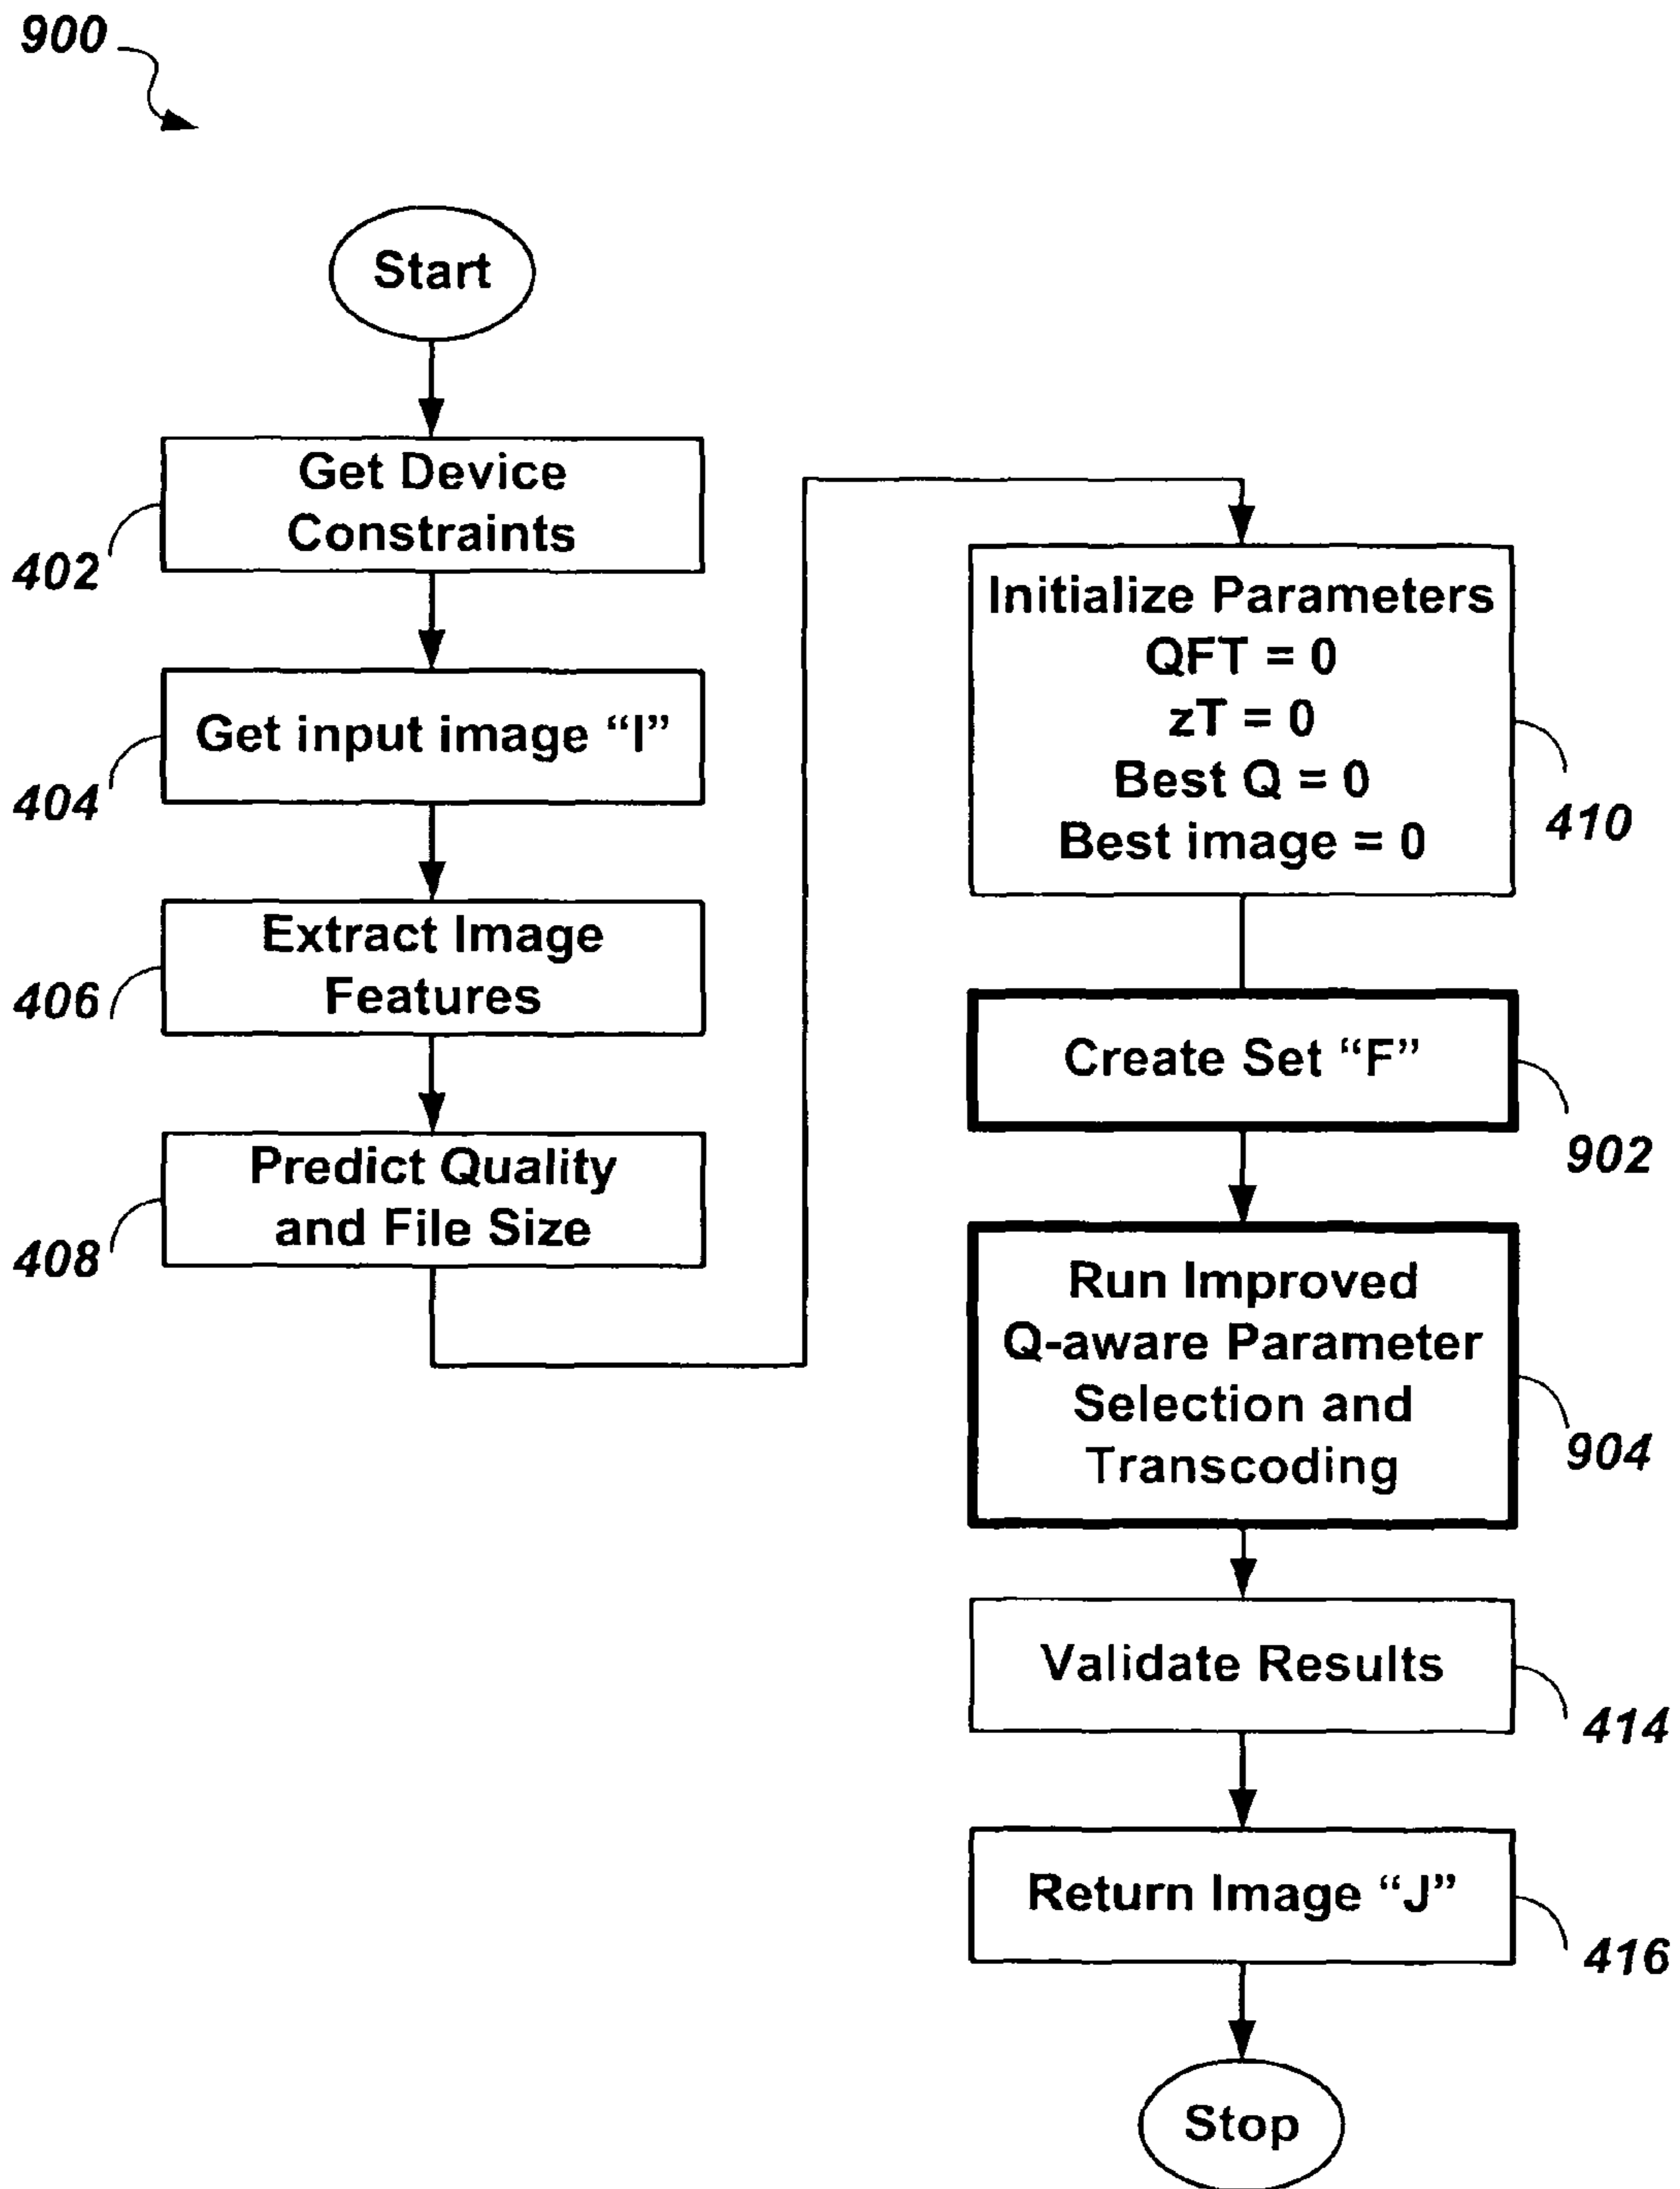 900
Start
Get Device
Constraints
402
Get input image “I”
404
Extract Image
Features
406
Predict Quality
and File Size
408
Initialize Parameters
QFT = 0
zT = 0
Best Q = 0
Best image = 0
410
Create Set “F”
902
Run Improved
Q-aware Parameter
Selection and
Transcoding
904
Validate Results
414
Return Image “J”
416
Stop